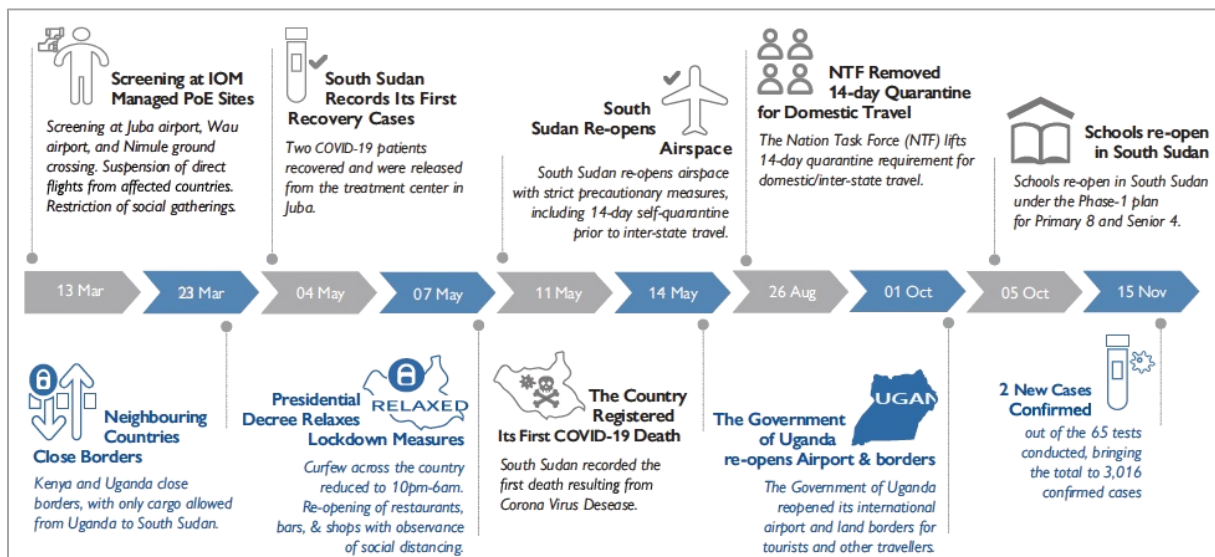 Screening at IOM
Managed PoE Sites
Screening at Juba airport, Wau
airport, and Nimule ground
crossing. Suspension of direct
flights from affected countries.
Restriction of social gatherings.
South Sudan
Records Its First
Recovery Cases
Two COVID-19 patients
recovered and were released
from the treatment center in
Juba.
South
Sudan Re-opens
Airspace
South Sudan re-opens airspace
with strict precautionary measures,
including 14-day self-quarantine
prior to inter-state travel.
NTF Removed
14-day Quarantine
for Domestic Travel
The Nation Task Force (NTF) lifts
14-day quarantine requirement for
domestic/inter-state travel.
Schools re-open
in South Sudan
Schools re-open in South Sudan
under the Phase-1 plan
for Primary 8 and Senior 4.
13 Mar
23 Mar
04 May
07 May
11 May
14 May
26 Aug
01 Oct
05 Oct
15 Nov
Neighbouring
Countries
Close Borders
Kenya and Uganda close
borders, with only cargo allowed
from Uganda to South Sudan.
RELAXED
Presidential
Decree Relaxes
Lockdown Measures
Curfew across the country
reduced to 10pm-6am.
Re-opening of restaurants,
bars, & shops with observance
of social distancing.
The Country
Registered
Its First COVID-19 Death
South Sudan recorded the
first death resulting from
Corona Virus Desease.
UGAN
The Government
of Uganda
re-opens Airport & borders
The Government of Uganda
reopened its international
airport and land borders for
tourists and other travellers.
2 New Cases
Confirmed
out of the 65 tests
conducted, bringing
the total to 3,016
confirmed cases